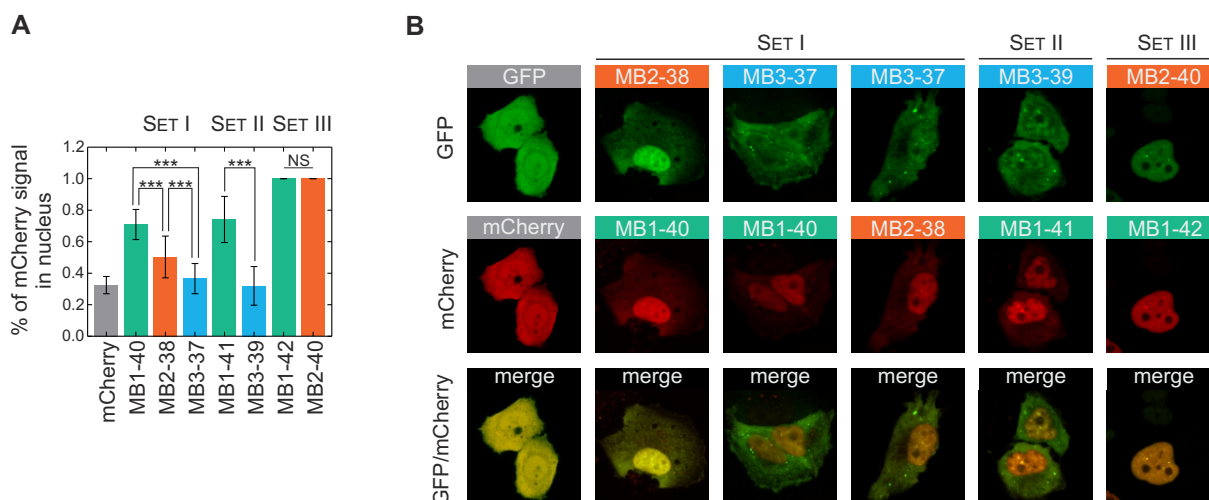 A
SET I SET II SET III
% of mCherry signal
in nucleus
1.2
1.0
0.8
0.6
0.4
0.2
0.0
*** *** *** *** NS
mCherry
MB1-40
MB2-38
MB3-37
MB1-41
MB3-39
MB1-42
MB2-40
B
SET I SET II SET III
GFP MB2-38 MB3-37 MB3-37 MB3-39 MB2-40
GFP
mCherry MB1-40 MB1-40 MB2-38 MB1-41 MB1-42
mCherry
merge merge merge merge merge merge
GFP/mCherry